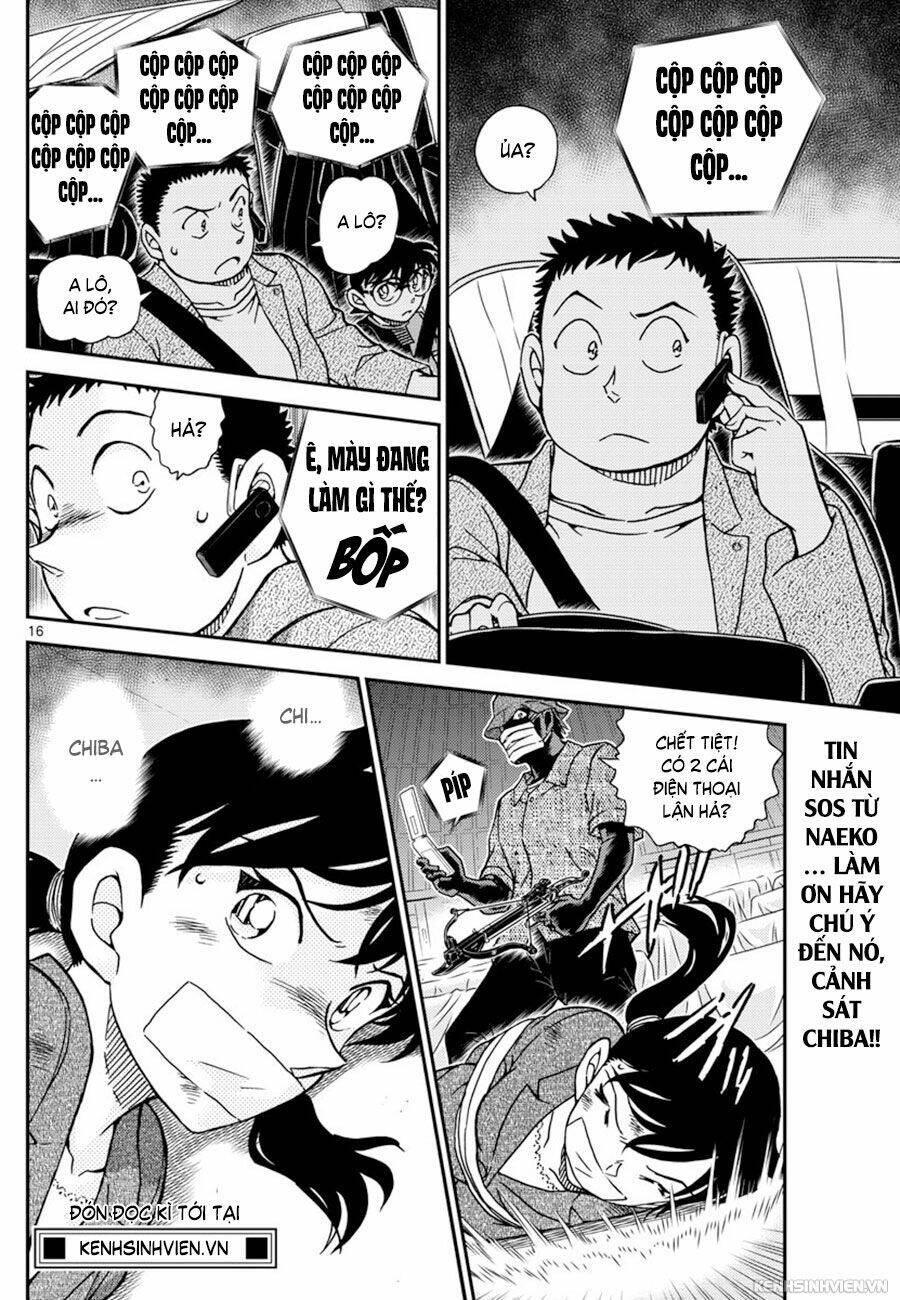 CỘP CỘP CỘP
CỘP CỘP CỘP
CỘP...
ỦA?
CỘP CỘP CỘP
CỘP CỘP CỘP
CỘP...
CỘP CỘP CỘP
CỘP CỘP CỘP
CỘP...
CỘP CỘP CỘP
CỘP CỘP CỘP
CỘP...
A LÔ?
A LÔ,
AI ĐÓ?
HẢ?
Ê, MÀY ĐANG
LÀM GÌ THẾ?
BỐP
16
CHẾT TIỆT!
CÓ 2 CÁI
ĐIỆN THOẠI
LẬN HẢ?
PÍP
CHI...
CHIBA
...
TIN
NHẮN
SOS TỪ
NAEKO
... LÀM
ƠN HÃY
CHÚ Ý
ĐẾN NÓ,
CẢNH
SÁT
CHIBA!!
ĐÓN ĐỌC KÌ TỚI TẠI
KENHSINHVIEN.VN
KENHSINHVIEN.VN